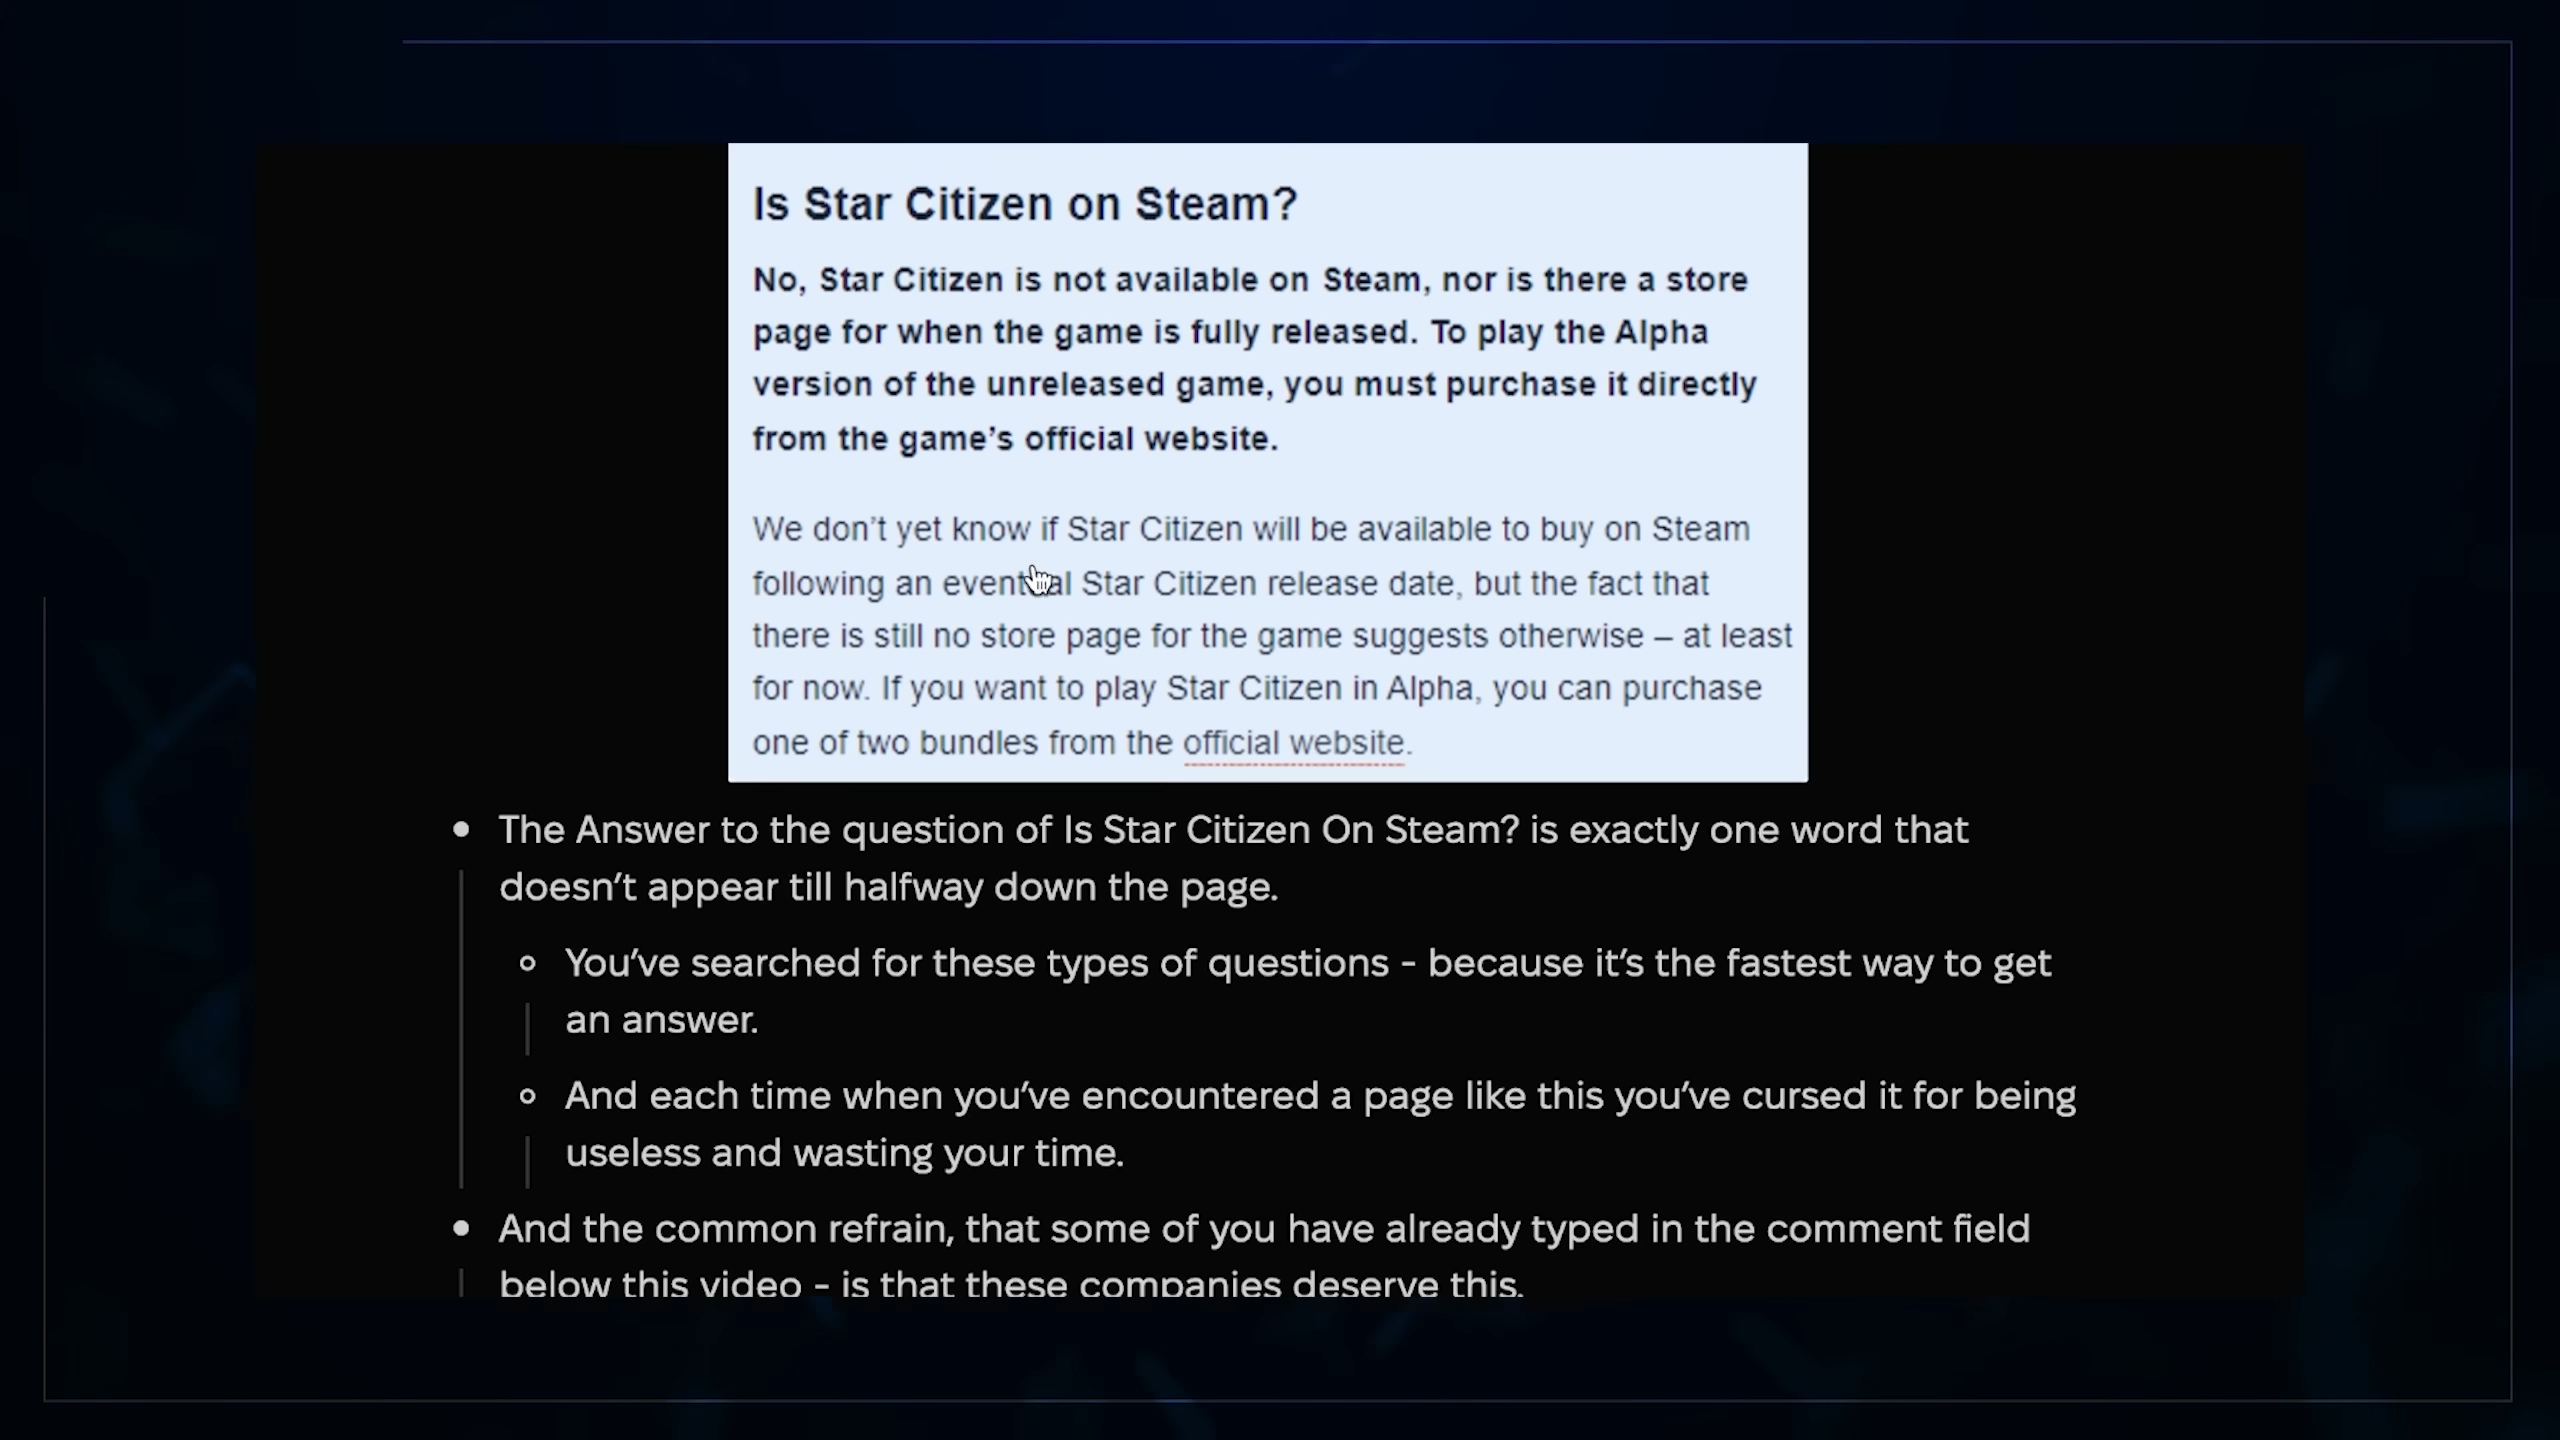 Is Star Citizen on Steam?
No, Star Citizen is not available on Steam, nor is there a store
page for when the game is fully released. To play the Alpha
version of the unreleased game, you must purchase it directly
from the game’s official website.
We don’t yet know if Star Citizen will be available to buy on Steam
following an eventual Star Citizen release date, but the fact that
there is still no store page for the game suggests otherwise – at least
for now. If you want to play Star Citizen in Alpha, you can purchase
one of two bundles from the official website.
• The Answer to the question of Is Star Citizen On Steam? is exactly one word that
doesn’t appear till halfway down the page.
◦ You’ve searched for these types of questions - because it’s the fastest way to get
an answer.
◦ And each time when you’ve encountered a page like this you’ve cursed it for being
useless and wasting your time.
• And the common refrain, that some of you have already typed in the comment field
below this video - is that these companies deserve this.